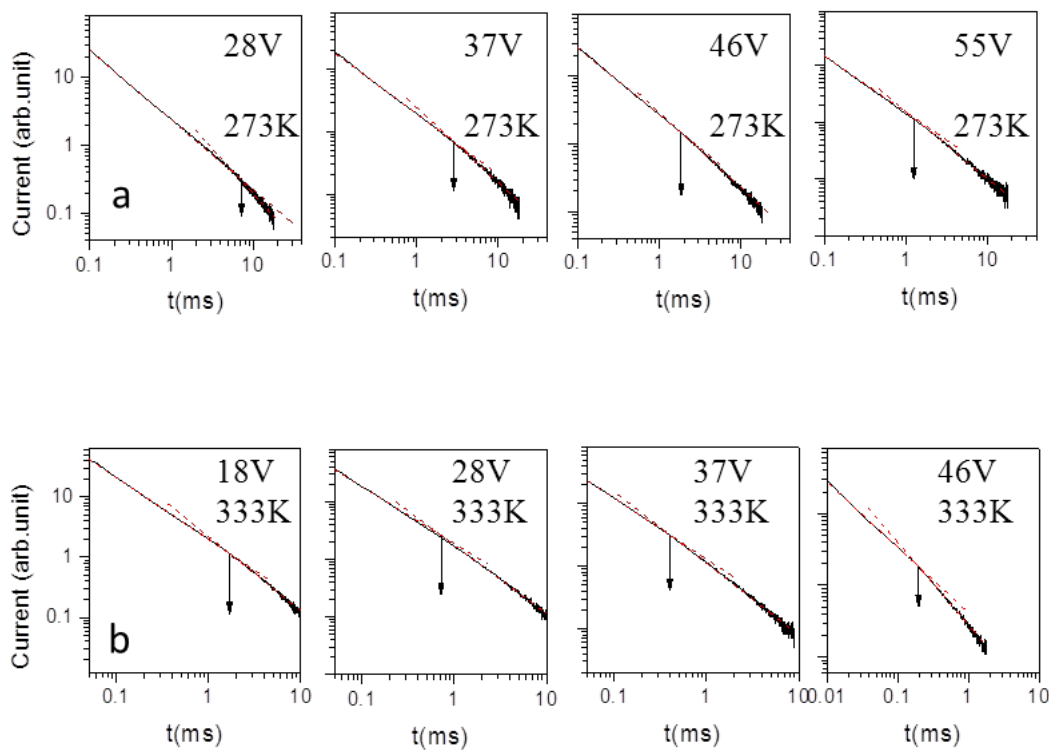 28V
273K
Current (arb.unit)
10
1
0.1
a
0.1 1 10
t(ms)
37V
273K
0.1 1 10
t(ms)
46V
273K
0.1 1 10
t(ms)
55V
273K
0.1 1 10
t(ms)
18V
333K
Current (arb.unit)
10
1
0.1
b
0.1 1 10
t(ms)
28V
333K
0.1 1 10
t(ms)
37V
333K
0.1 1 10
t(ms)
46V
333K
0.01 0.1 1 10
t(ms)